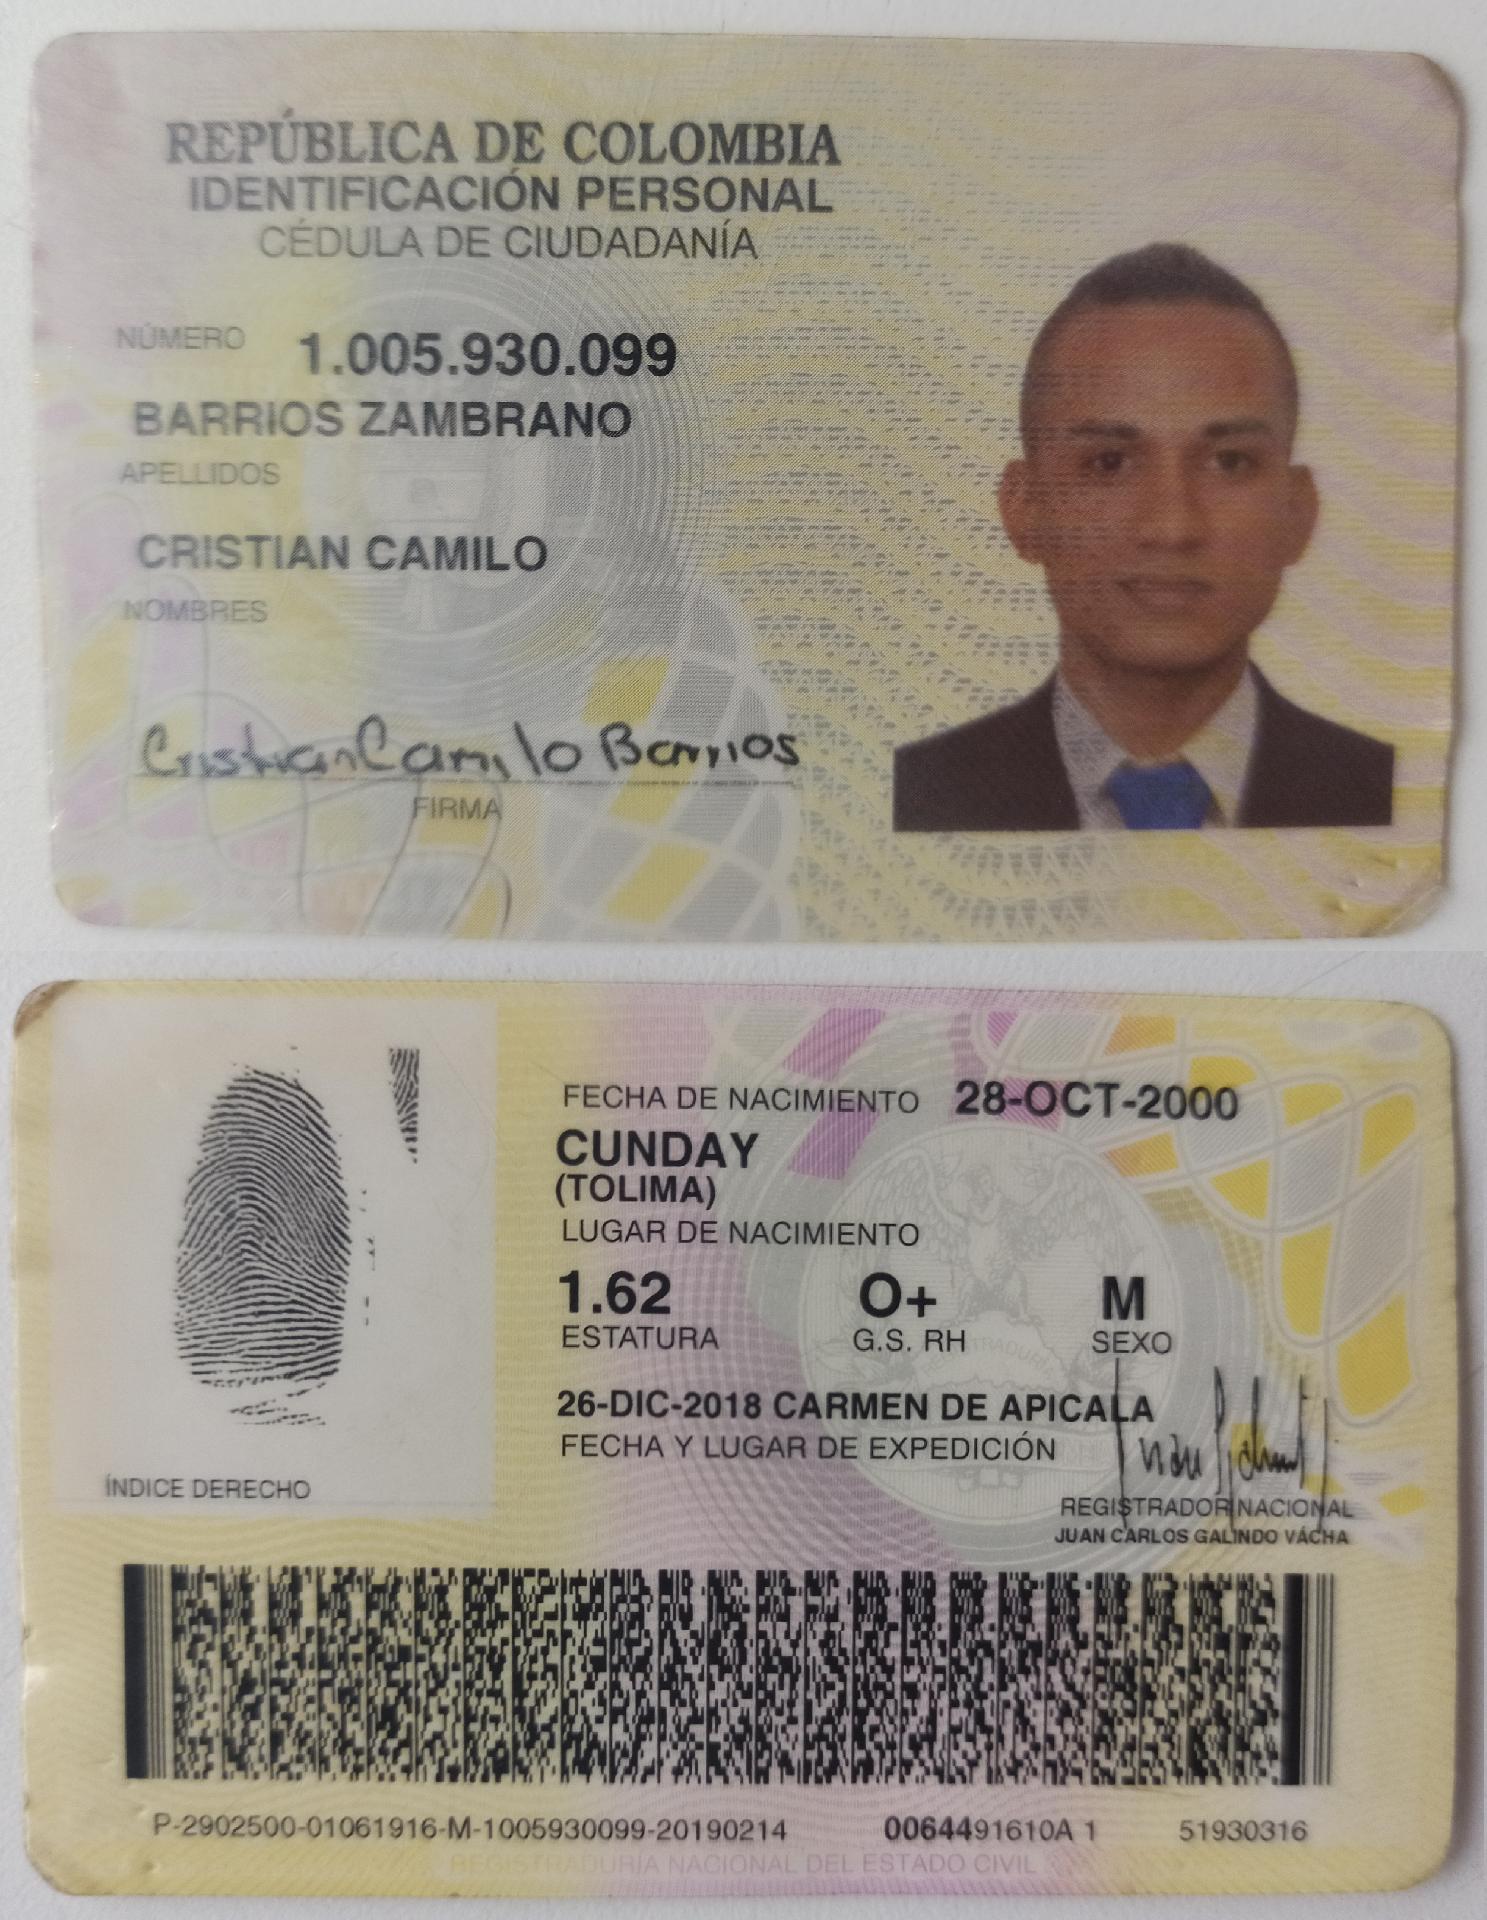 REPÚBLICA DE COLOMBIA
IDENTIFICACIÓN PERSONAL
CÉDULA DE CIUDADANÍA
NÚMERO 1.005.930.099
BARRIOS ZAMBRANO
APELLIDOS
CRISTIAN CAMILO
NOMBRES
Cristian Camilo Barrios
FIRMA
FECHA DE NACIMIENTO 28-OCT-2000
CUNDAY
(TOLIMA)
LUGAR DE NACIMIENTO
1.62 O+ M
ESTATURA G.S. RH SEXO
26-DIC-2018 CARMEN DE APICALA
FECHA Y LUGAR DE EXPEDICIÓN
ÍNDICE DERECHO
REGISTRADOR NACIONAL
JUAN CARLOS GALINDO VÁCHA
P-2902500-01061916-M-1005930099-20190214 0064491610A 1 51930316
REGISTRADURÍA NACIONAL DEL ESTADO CIVIL